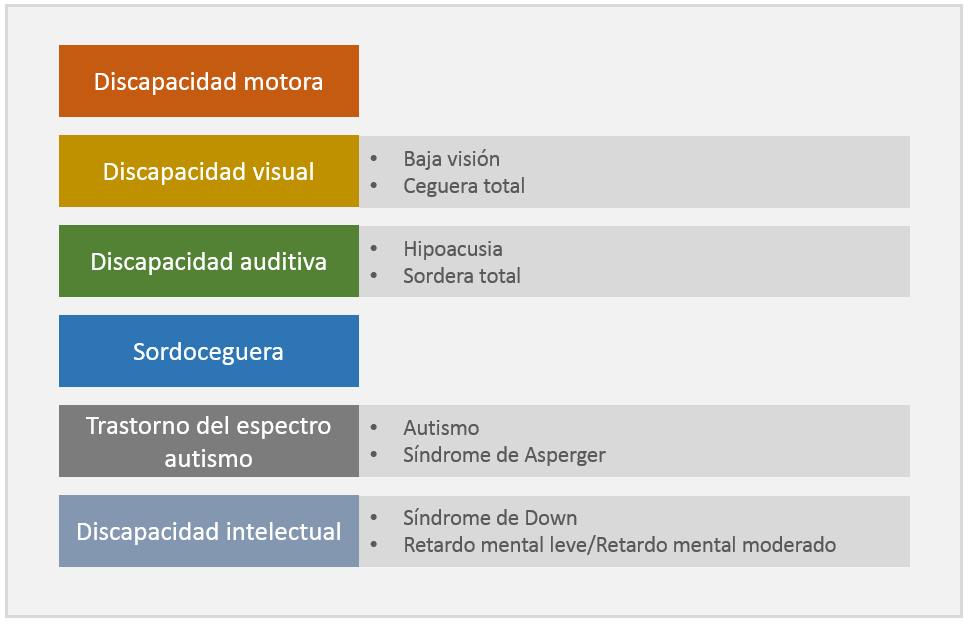 Discapacidad motora
Discapacidad visual
• Baja visión
• Ceguera total
Discapacidad auditiva
• Hipoacusia
• Sordera total
Sordoceguera
Trastorno del espectro
autismo
• Autismo
• Síndrome de Asperger
Discapacidad intelectual
• Síndrome de Down
• Retardo mental leve/Retardo mental moderado